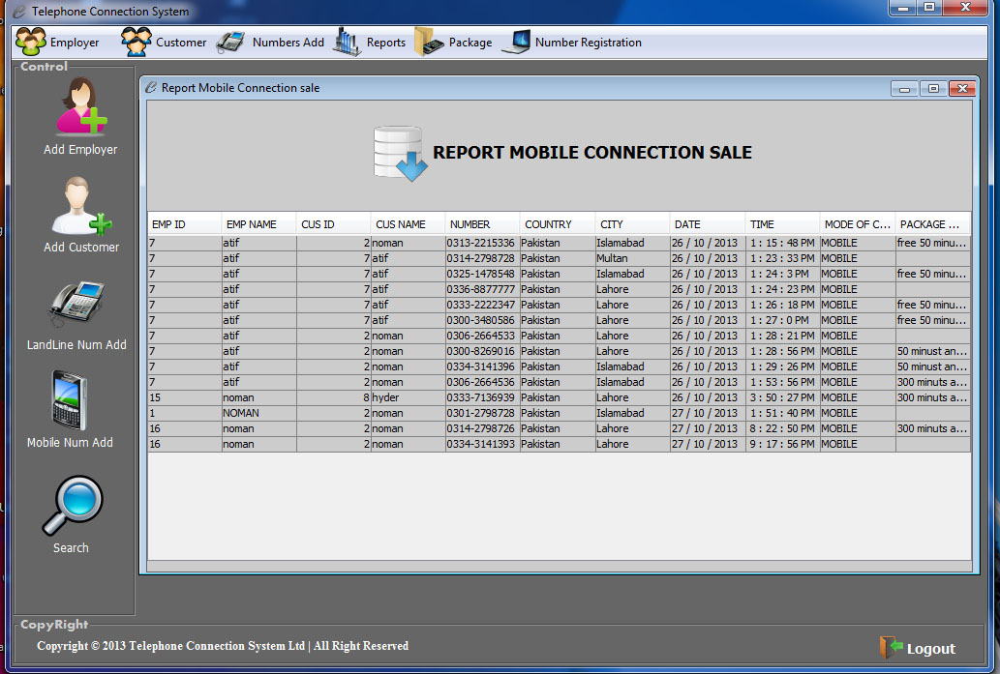 Telephone Connection System
Employer Customer Numbers Add Reports Package Number Registration
Control
Add Employer
Add Customer
LandLine Num Add
Mobile Num Add
Search
Report Mobile Connection sale
REPORT MOBILE CONNECTION SALE
EMP ID EMP NAME CUS ID CUS NAME NUMBER COUNTRY CITY DATE TIME MODE OF C... PACKAGE ...
7 atif 2 noman 0313-2215336 Pakistan Islamabad 26 / 10 / 2013 1 : 15 : 48 PM MOBILE free 50 minu...
7 atif 7 atif 0314-2798728 Pakistan Multan 26 / 10 / 2013 1 : 23 : 33 PM MOBILE
7 atif 7 atif 0325-1478548 Pakistan Islamabad 26 / 10 / 2013 1 : 24 : 3 PM MOBILE free 50 minu...
7 atif 7 atif 0336-8877777 Pakistan Lahore 26 / 10 / 2013 1 : 24 : 23 PM MOBILE
7 atif 7 atif 0333-2222347 Pakistan Lahore 26 / 10 / 2013 1 : 26 : 18 PM MOBILE free 50 minu...
7 atif 7 atif 0300-3480586 Pakistan Lahore 26 / 10 / 2013 1 : 27 : 0 PM MOBILE free 50 minu...
7 atif 2 noman 0306-2664533 Pakistan Lahore 26 / 10 / 2013 1 : 28 : 21 PM MOBILE
7 atif 2 noman 0300-8269016 Pakistan Lahore 26 / 10 / 2013 1 : 28 : 56 PM MOBILE 50 minust an...
7 atif 2 noman 0334-3141396 Pakistan Islamabad 26 / 10 / 2013 1 : 29 : 26 PM MOBILE 50 minust an...
7 atif 2 noman 0306-2664536 Pakistan Islamabad 26 / 10 / 2013 1 : 53 : 56 PM MOBILE 300 minuts a...
15 noman 8 hyder 0333-7136939 Pakistan Lahore 26 / 10 / 2013 3 : 50 : 27 PM MOBILE 300 minuts a...
1 NOMAN 2 noman 0301-2798728 Pakistan Islamabad 27 / 10 / 2013 1 : 51 : 40 PM MOBILE
16 noman 2 noman 0314-2798726 Pakistan Lahore 27 / 10 / 2013 8 : 22 : 50 PM MOBILE 300 minuts a...
16 noman 2 noman 0334-3141393 Pakistan Lahore 27 / 10 / 2013 9 : 17 : 56 PM MOBILE
CopyRight
Copyright © 2013 Telephone Connection System Ltd | All Right Reserved
Logout